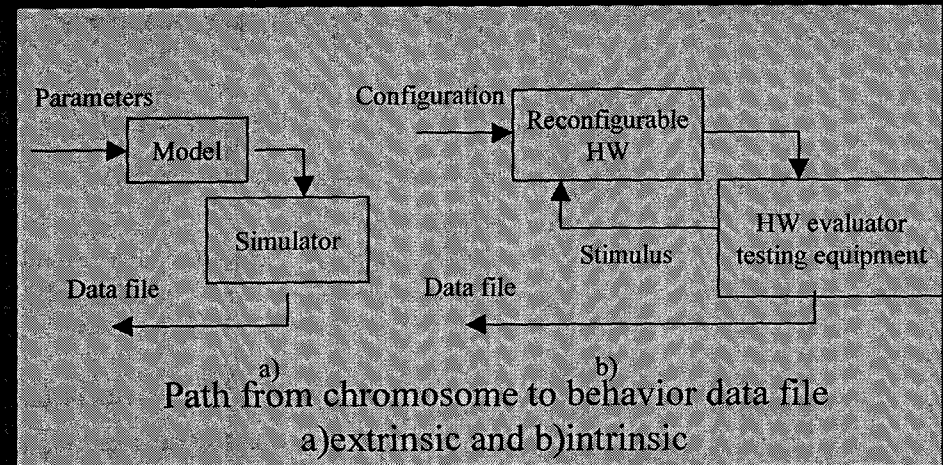 Parameters
Model
Simulator
Data file
a)
Configuration
Reconfigurable
HW
Stimulus
HW evaluator
testing equipment
Data file
b)
Path from chromosome to behavior data file
a)extrinsic and b)intrinsic